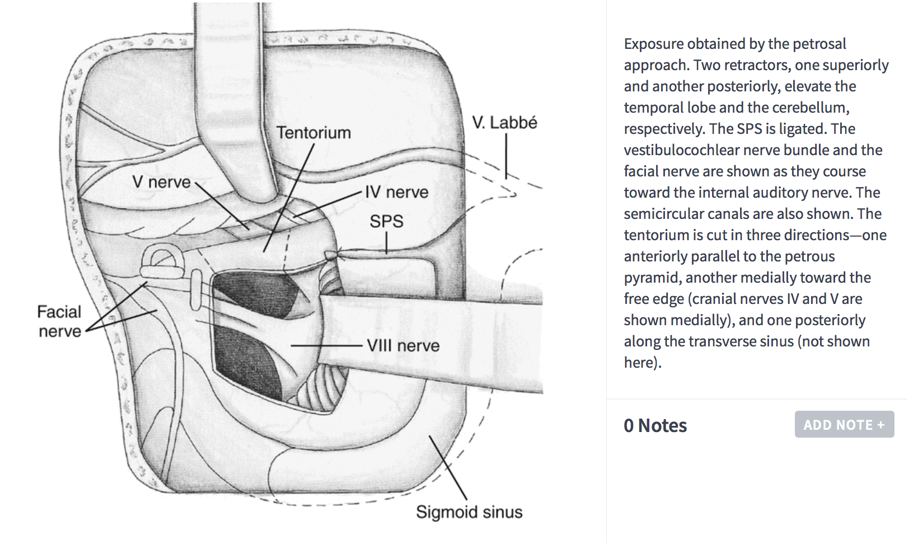 Tentorium
V. Labbé
V nerve
IV nerve
SPS
Facial
nerve
VIII nerve
Sigmoid sinus
Exposure obtained by the petrosal
approach. Two retractors, one superiorly
and another posteriorly, elevate the
temporal lobe and the cerebellum,
respectively. The SPS is ligated. The
vestibulocochlear nerve bundle and the
facial nerve are shown as they course
toward the internal auditory nerve. The
semicircular canals are also shown. The
tentorium is cut in three directions—one
anteriorly parallel to the petrous
pyramid, another medially toward the
free edge (cranial nerves IV and V are
shown medially), and one posteriorly
along the transverse sinus (not shown
here).
0 Notes
ADD NOTE +